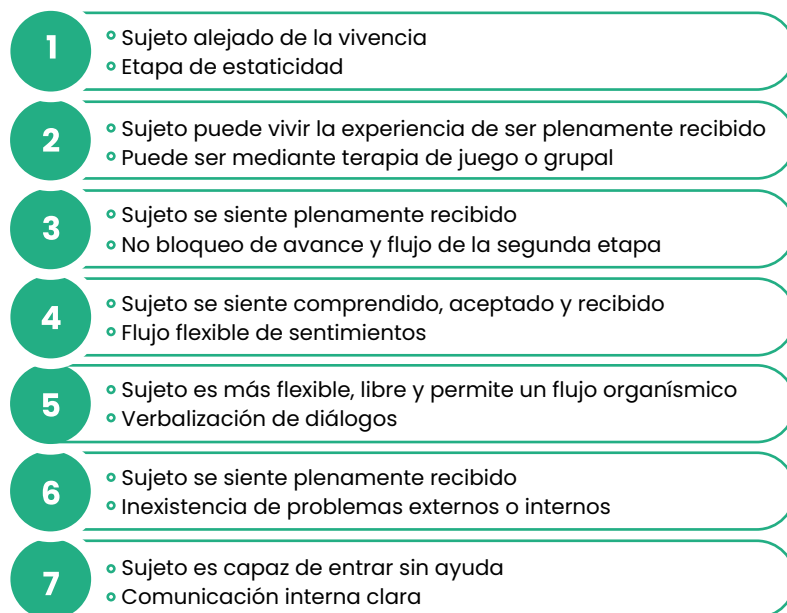 1
Sujeto alejado de la vivencia
Etapa de estaticidad
2
Sujeto puede vivir la experiencia de ser plenamente recibido
Puede ser mediante terapia de juego o grupal
3
Sujeto se siente plenamente recibido
No bloqueo de avance y flujo de la segunda etapa
4
Sujeto se siente comprendido, aceptado y recibido
Flujo flexible de sentimientos
5
Sujeto es más flexible, libre y permite un flujo organísmico
Verbalización de diálogos
6
Sujeto se siente plenamente recibido
Inexistencia de problemas externos o internos
7
Sujeto es capaz de entrar sin ayuda
Comunicación interna clara